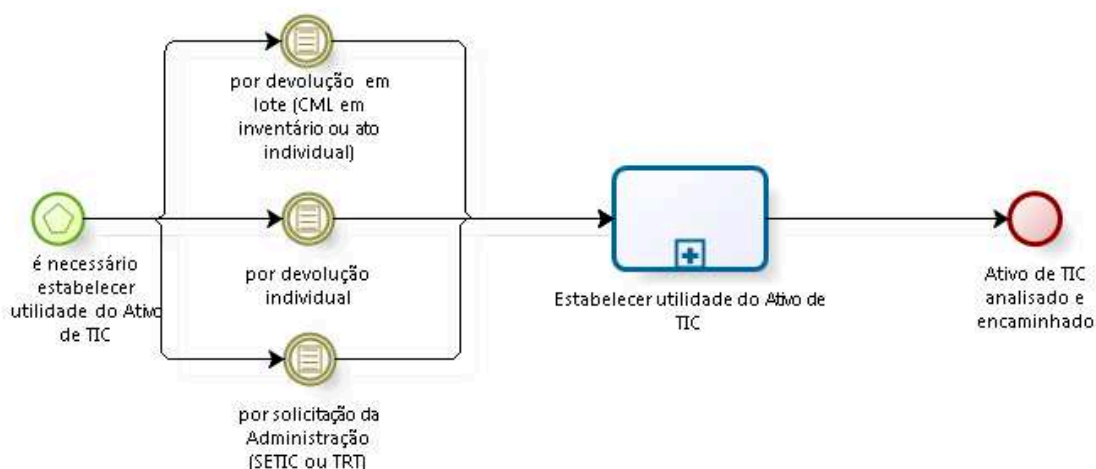 por devolução em
lote (CML em
inventário ou ato
individual)
é necessário
estabelecer
utilidade do Ativo
de TIC
por devolução
individual
Estabelecer utilidade do Ativo de
TIC
Ativo de TIC
analisado e
encaminhado
por solicitação da
Administração
(SETIC ou TRT)